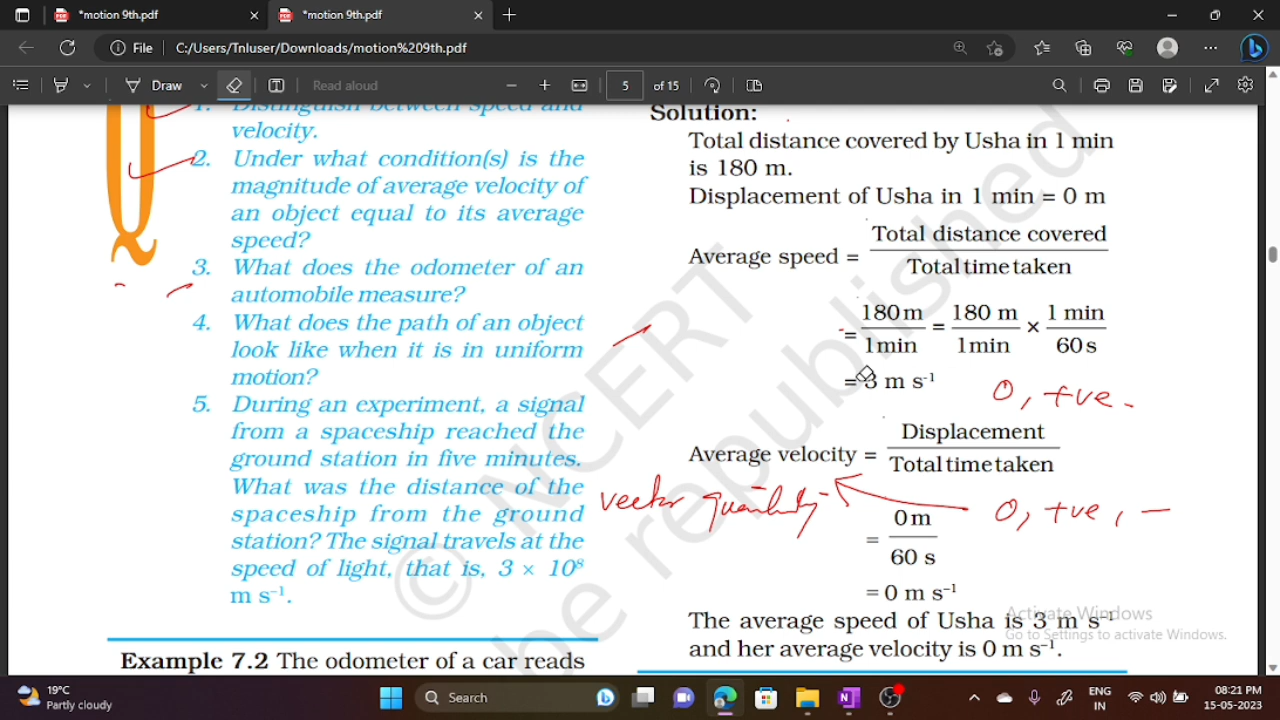 *motion 9th.pdf
*motion 9th.pdf
File C:/Users/Tnluser/Downloads/motion%209th.pdf
Draw Read aloud 5 of 15
1. Distinguish between speed and
velocity.
2. Under what condition(s) is the
magnitude of average velocity of
an object equal to its average
speed?
3. What does the odometer of an
automobile measure?
4. What does the path of an object
look like when it is in uniform
motion?
5. During an experiment, a signal
from a spaceship reached the
ground station in five minutes.
What was the distance of the
spaceship from the ground
station? The signal travels at the
speed of light, that is, 3 × 10⁸
m s⁻¹.
Example 7.2 The odometer of a car reads
Solution:
Total distance covered by Usha in 1 min
is 180 m.
Displacement of Usha in 1 min = 0 m
Average speed = Total distance covered / Total time taken
= 180 m / 1 min = 180 m / 1 min × 1 min / 60 s
= 3 m s⁻¹
0, +ve -
Average velocity = Displacement / Total time taken
vector quantity
0, +ve, -
= 0 m / 60 s
= 0 m s⁻¹
The average speed of Usha is 3 m s⁻¹
and her average velocity is 0 m s⁻¹.
© NCERT
be republished
Activate Windows
Go to Settings to activate Windows.
19°C
Partly cloudy
Search
ENG
IN
08:21 PM
15-05-2023